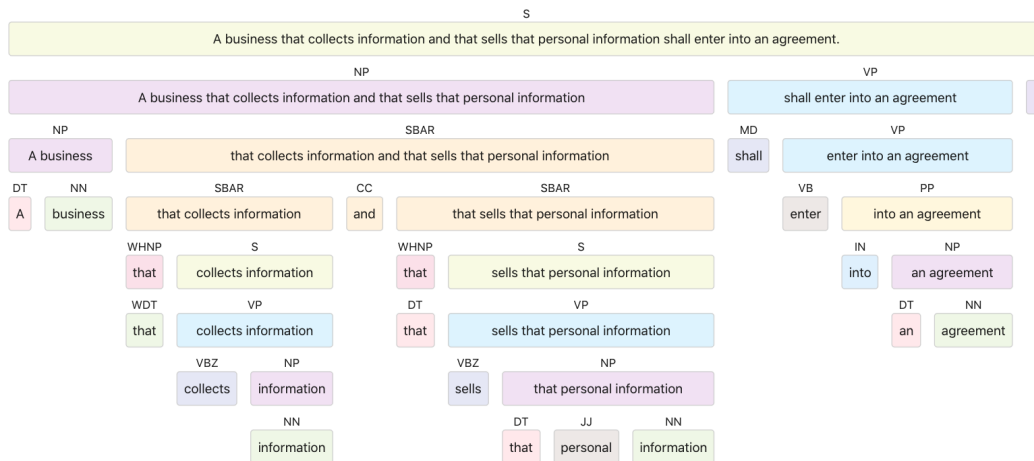 S
A business that collects information and that sells that personal information shall enter into an agreement.
NP VP
A business that collects information and that sells that personal information shall enter into an agreement
NP SBAR MD VP
A business that collects information and that sells that personal information shall enter into an agreement
DT NN SBAR CC SBAR VB PP
A business that collects information and that sells that personal information enter into an agreement
WHNP S WHNP S IN NP
that collects information that sells that personal information into an agreement
WDT VP DT VP DT NN
that collects information that sells that personal information an agreement
VBZ NP VBZ NP
collects information sells that personal information
NN DT JJ NN
information that personal information